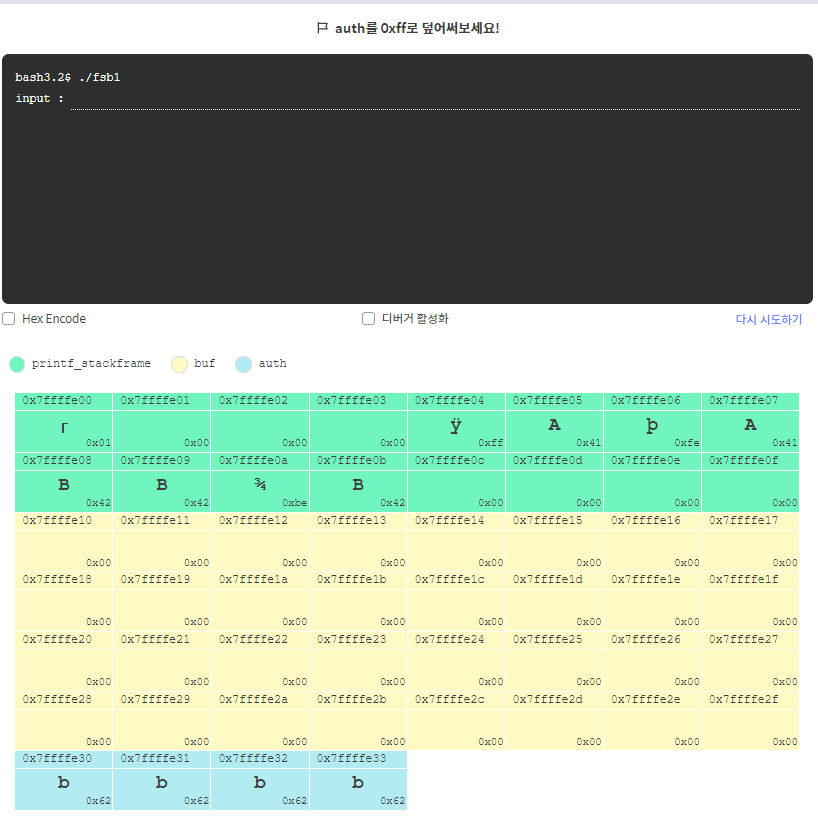 auth를 0xff로 덮어써보세요!
bash3.2$ ./fsb1
input :
Hex Encode 디버거 활성화 다시 시도하기
printf_stackframe buf auth
0x7ffffe00 0x7ffffe01 0x7ffffe02 0x7ffffe03 0x7ffffe04 0x7ffffe05 0x7ffffe06 0x7ffffe07
┌ ÿ A þ A
0x01 0x00 0x00 0x00 0xff 0x41 0xfe 0x41
0x7ffffe08 0x7ffffe09 0x7ffffe0a 0x7ffffe0b 0x7ffffe0c 0x7ffffe0d 0x7ffffe0e 0x7ffffe0f
B B ¾ B
0x42 0x42 0xbe 0x42 0x00 0x00 0x00 0x00
0x7ffffe10 0x7ffffe11 0x7ffffe12 0x7ffffe13 0x7ffffe14 0x7ffffe15 0x7ffffe16 0x7ffffe17
0x00 0x00 0x00 0x00 0x00 0x00 0x00 0x00
0x7ffffe18 0x7ffffe19 0x7ffffe1a 0x7ffffe1b 0x7ffffe1c 0x7ffffe1d 0x7ffffe1e 0x7ffffe1f
0x00 0x00 0x00 0x00 0x00 0x00 0x00 0x00
0x7ffffe20 0x7ffffe21 0x7ffffe22 0x7ffffe23 0x7ffffe24 0x7ffffe25 0x7ffffe26 0x7ffffe27
0x00 0x00 0x00 0x00 0x00 0x00 0x00 0x00
0x7ffffe28 0x7ffffe29 0x7ffffe2a 0x7ffffe2b 0x7ffffe2c 0x7ffffe2d 0x7ffffe2e 0x7ffffe2f
0x00 0x00 0x00 0x00 0x00 0x00 0x00 0x00
0x7ffffe30 0x7ffffe31 0x7ffffe32 0x7ffffe33
b b b b
0x62 0x62 0x62 0x62